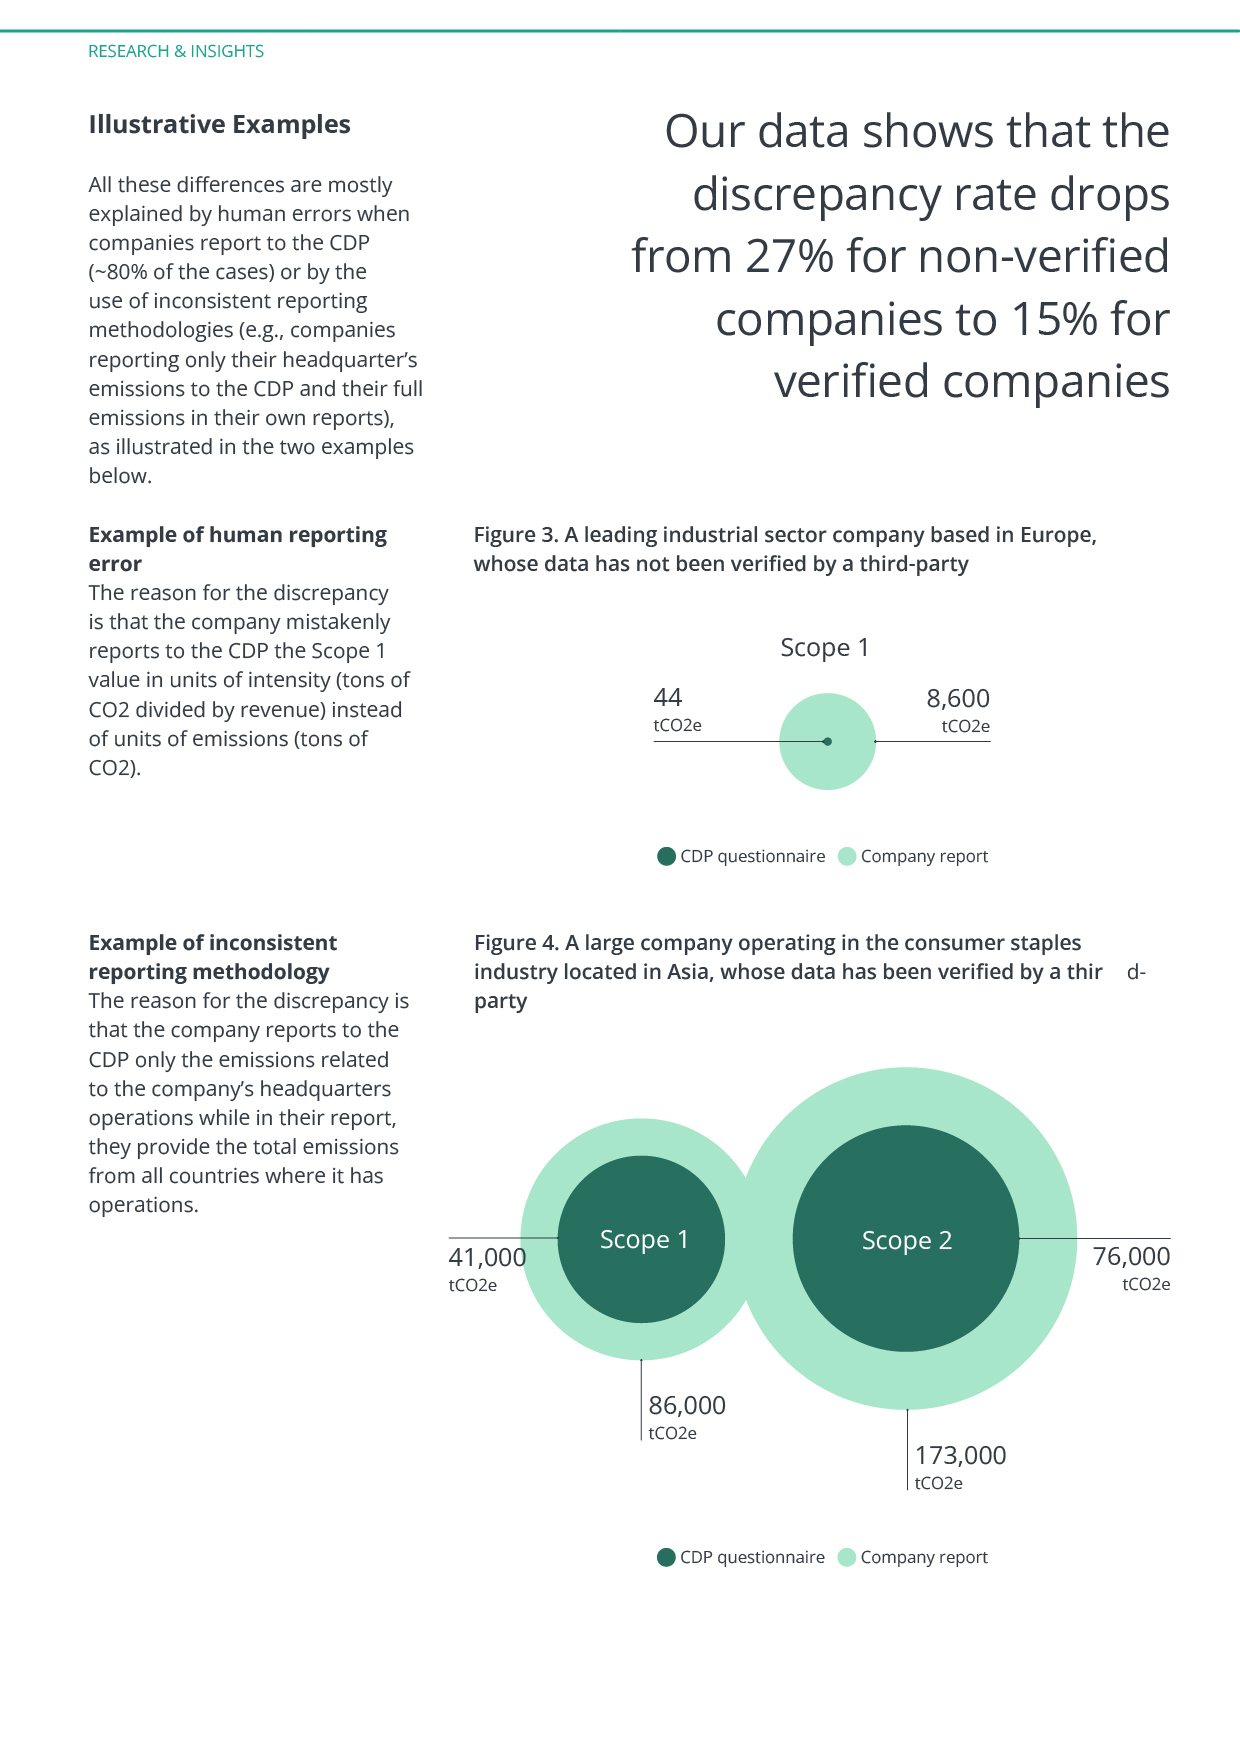 RESEARCH & INSIGHTS
Illustrative Examples
All these differences are mostly
explained by human errors when
companies report to the CDP
(~80% of the cases) or by the
use of inconsistent reporting
methodologies (e.g., companies
reporting only their headquarter’s
emissions to the CDP and their full
emissions in their own reports),
as illustrated in the two examples
below.
Our data shows that the
discrepancy rate drops
from 27% for non-verified
companies to 15% for
verified companies
Example of human reporting
error
The reason for the discrepancy
is that the company mistakenly
reports to the CDP the Scope 1
value in units of intensity (tons of
CO2 divided by revenue) instead
of units of emissions (tons of
CO2).
Figure 3. A leading industrial sector company based in Europe,
whose data has not been verified by a third-party
Scope 1
44
tCO2e
8,600
tCO2e
CDP questionnaire
Company report
Example of inconsistent
reporting methodology
The reason for the discrepancy is
that the company reports to the
CDP only the emissions related
to the company’s headquarters
operations while in their report,
they provide the total emissions
from all countries where it has
operations.
Figure 4. A large company operating in the consumer staples
industry located in Asia, whose data has been verified by a thir d-
party
Scope 1
Scope 2
41,000
tCO2e
76,000
tCO2e
86,000
tCO2e
173,000
tCO2e
CDP questionnaire
Company report